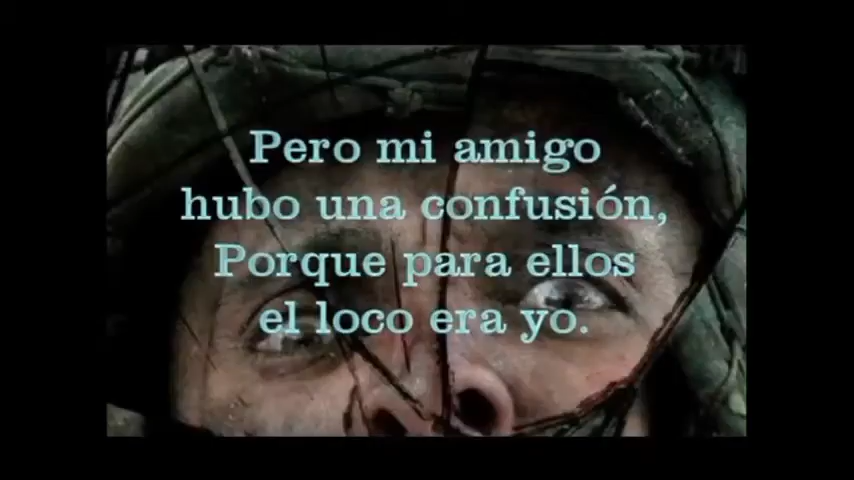 Pero mi amigo
hubo una confusión,
Porque para ellos
el loco era yo.